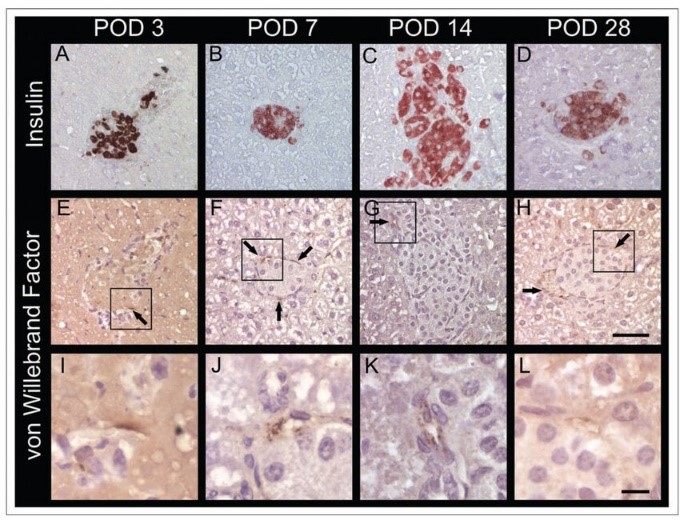 POD 3 POD 7 POD 14 POD 28
Insulin
A B C D
von Willebrand Factor
E F G H
I J K L